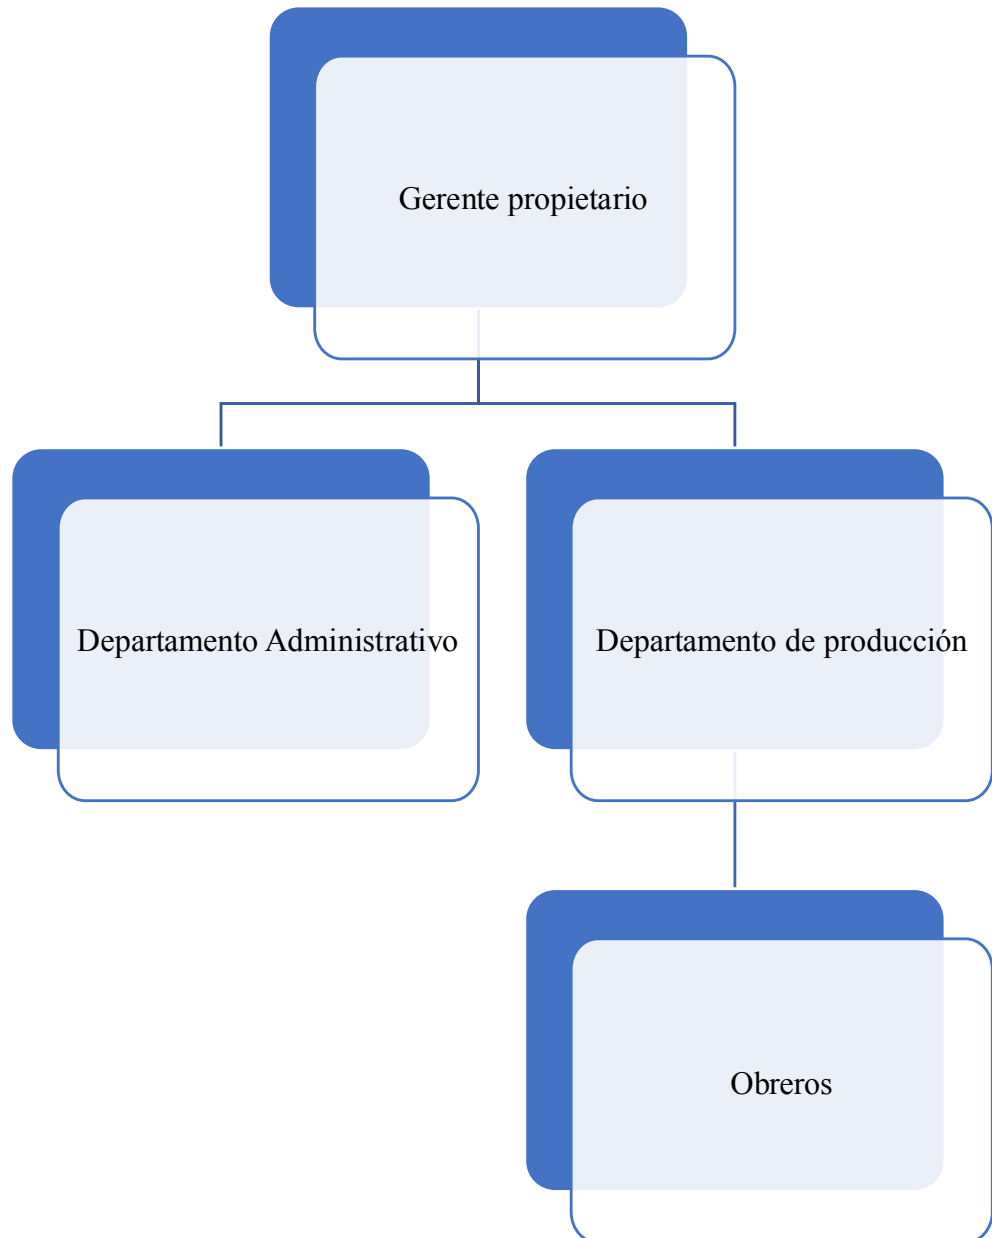 Gerente propietario
Departamento Administrativo
Departamento de producción
Obreros